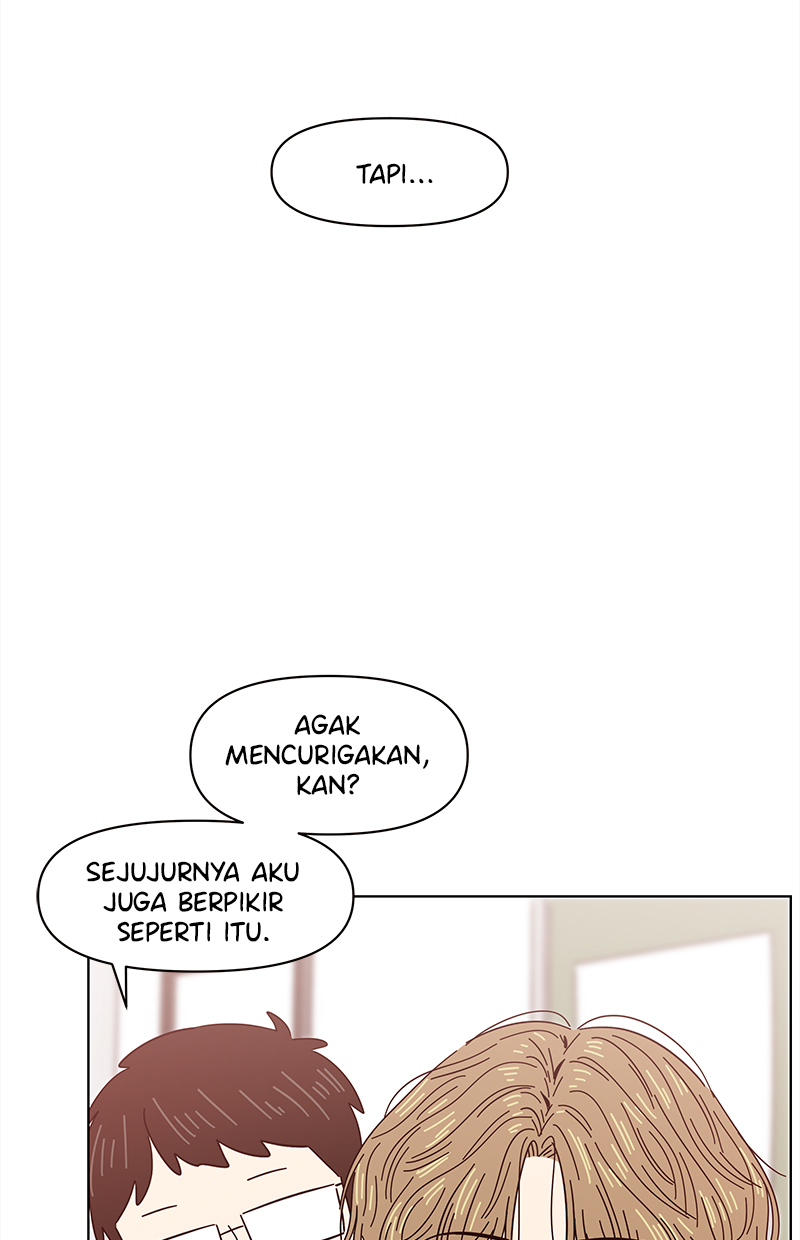 TAPI...
AGAK
MENCURIGAKAN,
KAN?
SEJUJURNYA AKU
JUGA BERPIKIR
SEPERTI ITU.